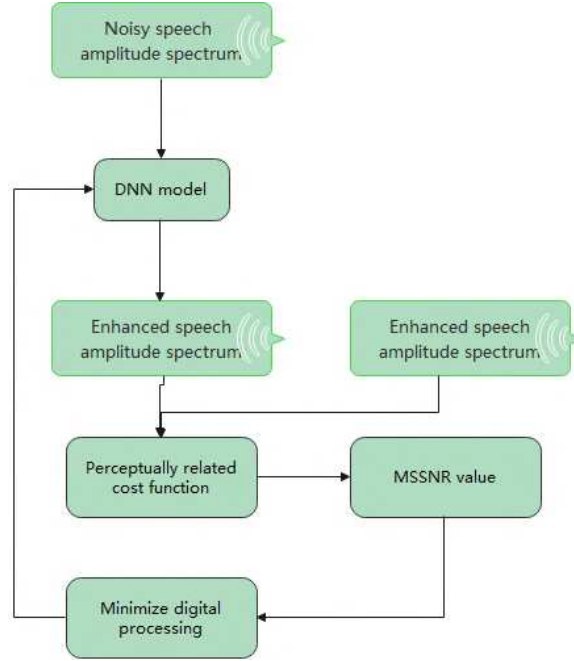 Noisy speech
amplitude spectrum
DNN model
Enhanced speech
amplitude spectrum
Enhanced speech
amplitude spectrum
Perceptually related
cost function
MSSNR value
Minimize digital
processing